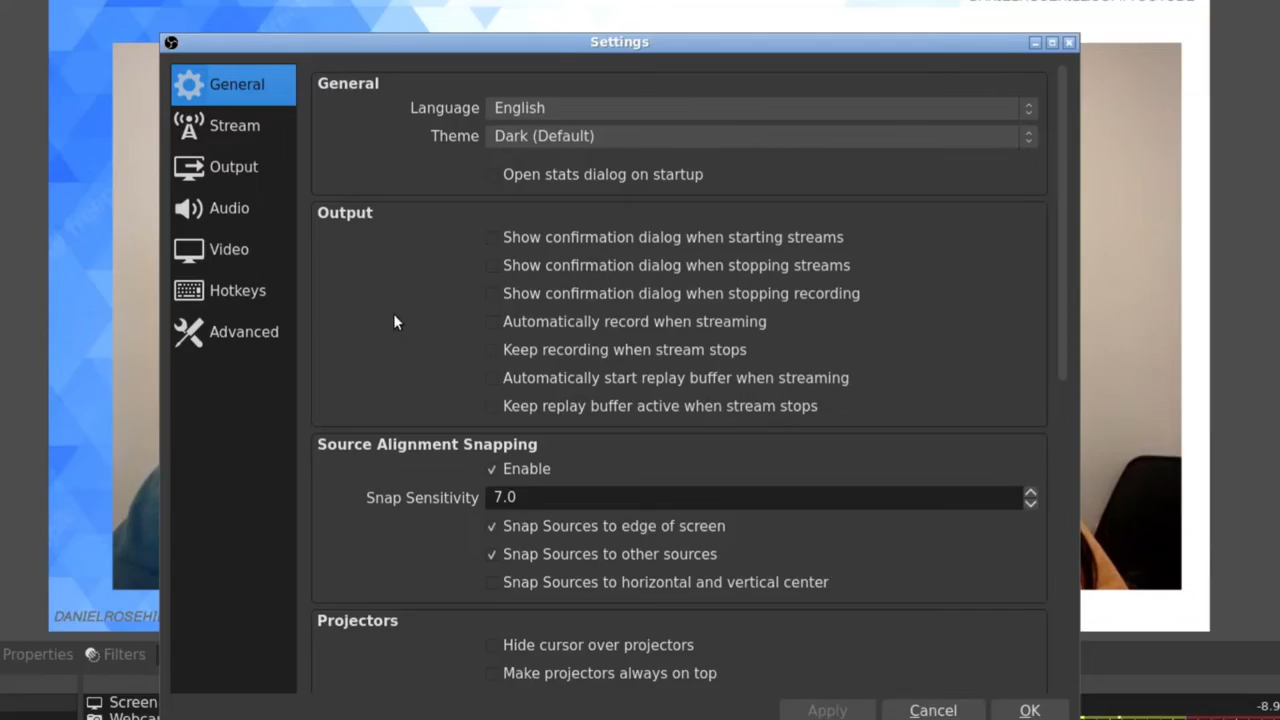 Settings
General
Stream
Output
Audio
Video
Hotkeys
Advanced
General
Language English
Theme Dark (Default)
Open stats dialog on startup
Output
Show confirmation dialog when starting streams
Show confirmation dialog when stopping streams
Show confirmation dialog when stopping recording
Automatically record when streaming
Keep recording when stream stops
Automatically start replay buffer when streaming
Keep replay buffer active when stream stops
Source Alignment Snapping
✓ Enable
Snap Sensitivity 7.0
✓ Snap Sources to edge of screen
✓ Snap Sources to other sources
Snap Sources to horizontal and vertical center
Projectors
Hide cursor over projectors
Make projectors always on top
Apply Cancel OK
DANIELROSEHI
Properties Filters
Screen
-8.9